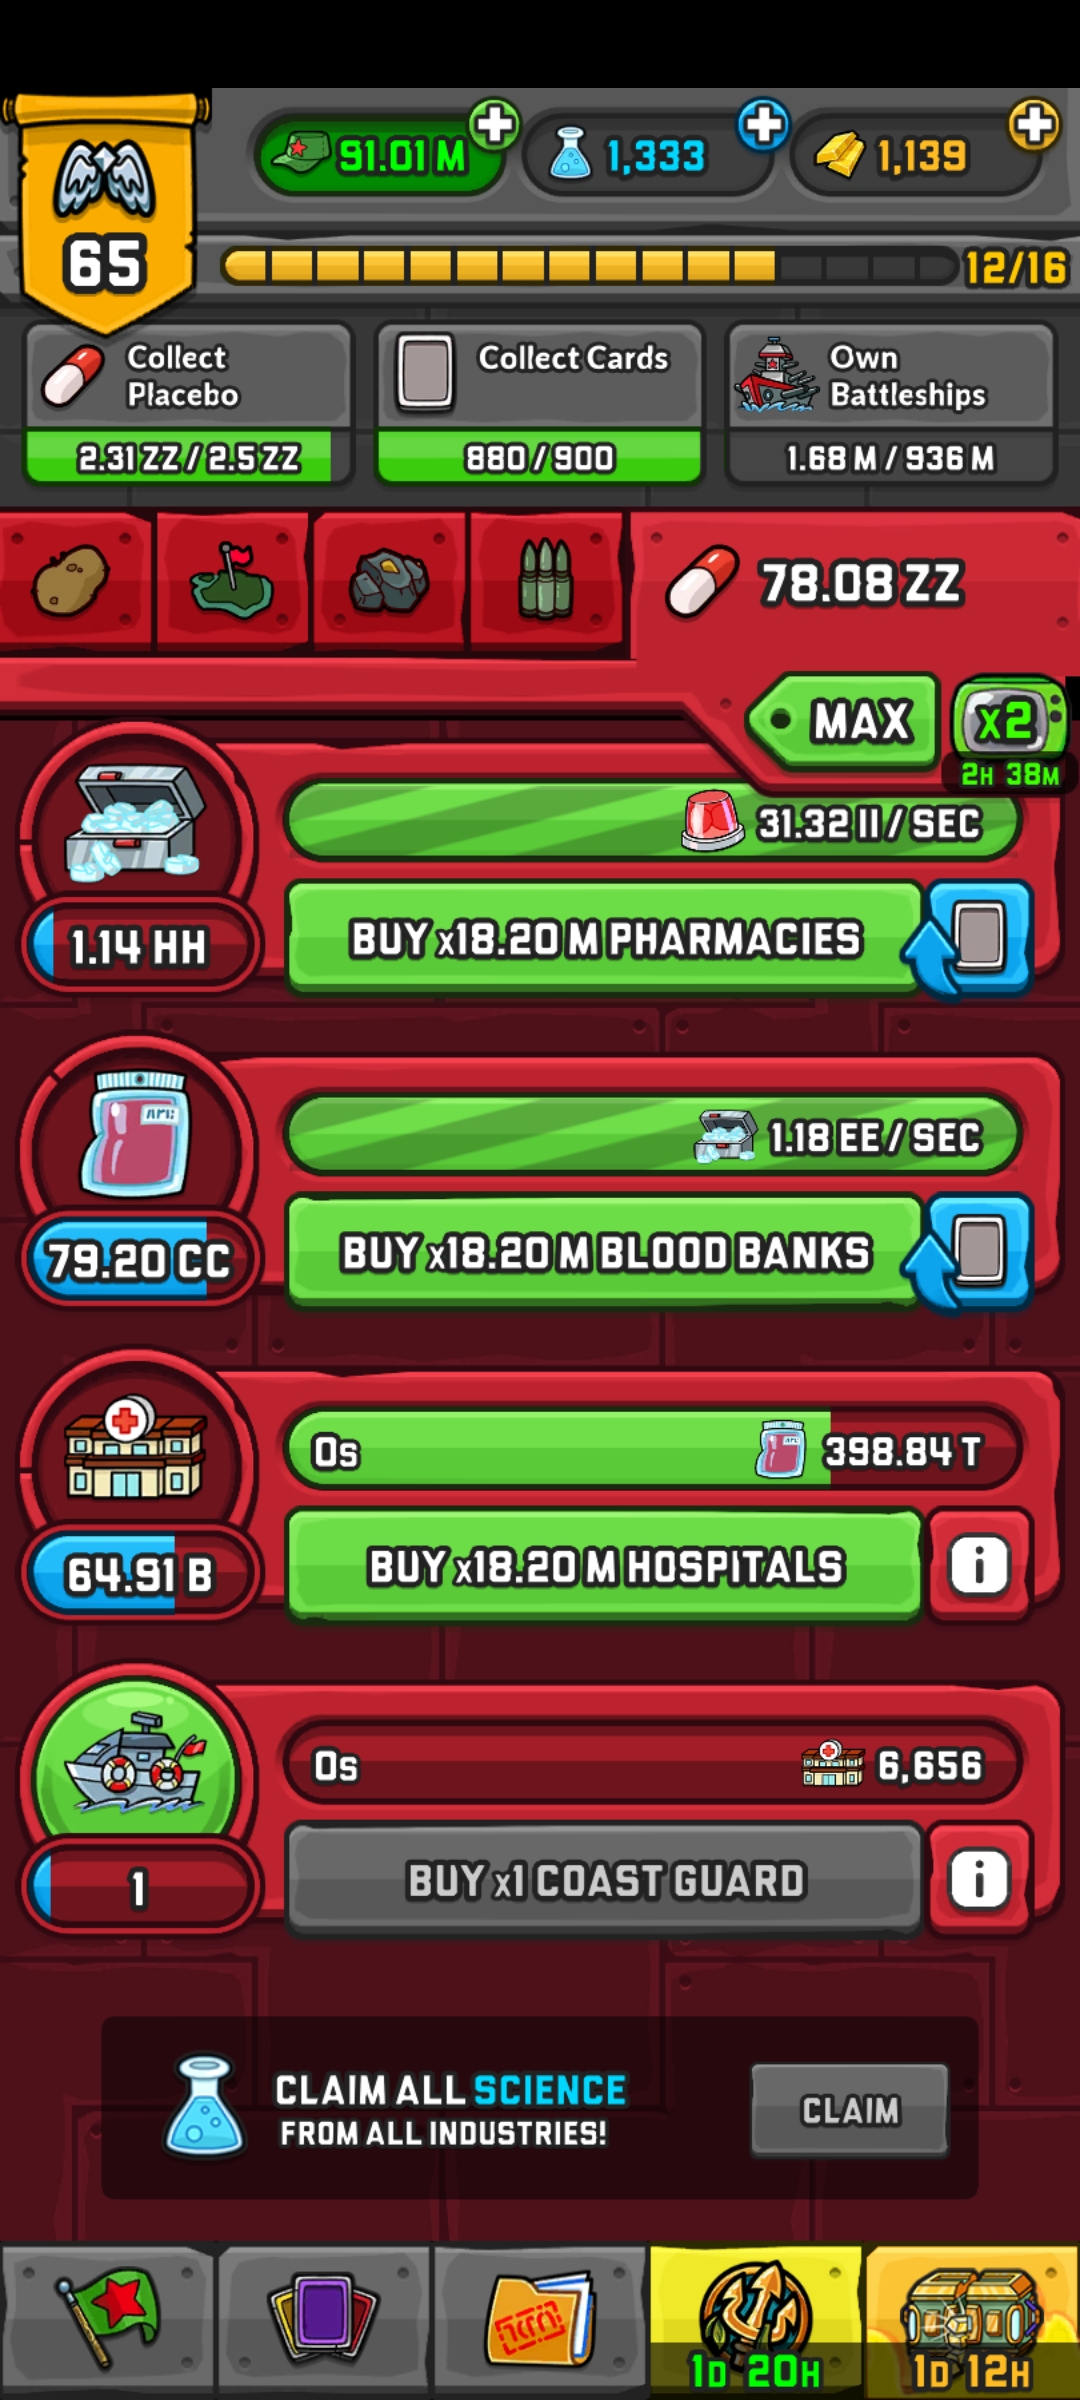 91.01 M
1,333
1,139
65
12/16
Collect
Placebo
2.31 ZZ / 2.5 ZZ
Collect Cards
880 / 900
Own
Battleships
1.68 M / 936 M
78.08 ZZ
MAX
x2
2H 38M
31.32 II / SEC
1.14 HH
BUY x18.20 M PHARMACIES
1.18 EE / SEC
79.20 CC
BUY x18.20 M BLOOD BANKS
0s
398.84 T
64.91 B
BUY x18.20 M HOSPITALS
i
0s
6,656
1
BUY x1 COAST GUARD
i
CLAIM ALL SCIENCE
FROM ALL INDUSTRIES!
CLAIM
1D 20H
1D 12H